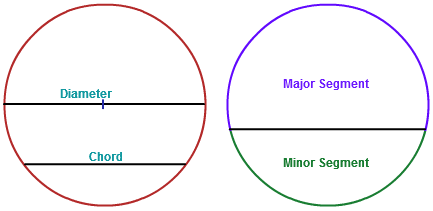 Diameter
Chord
Major Segment
Minor Segment